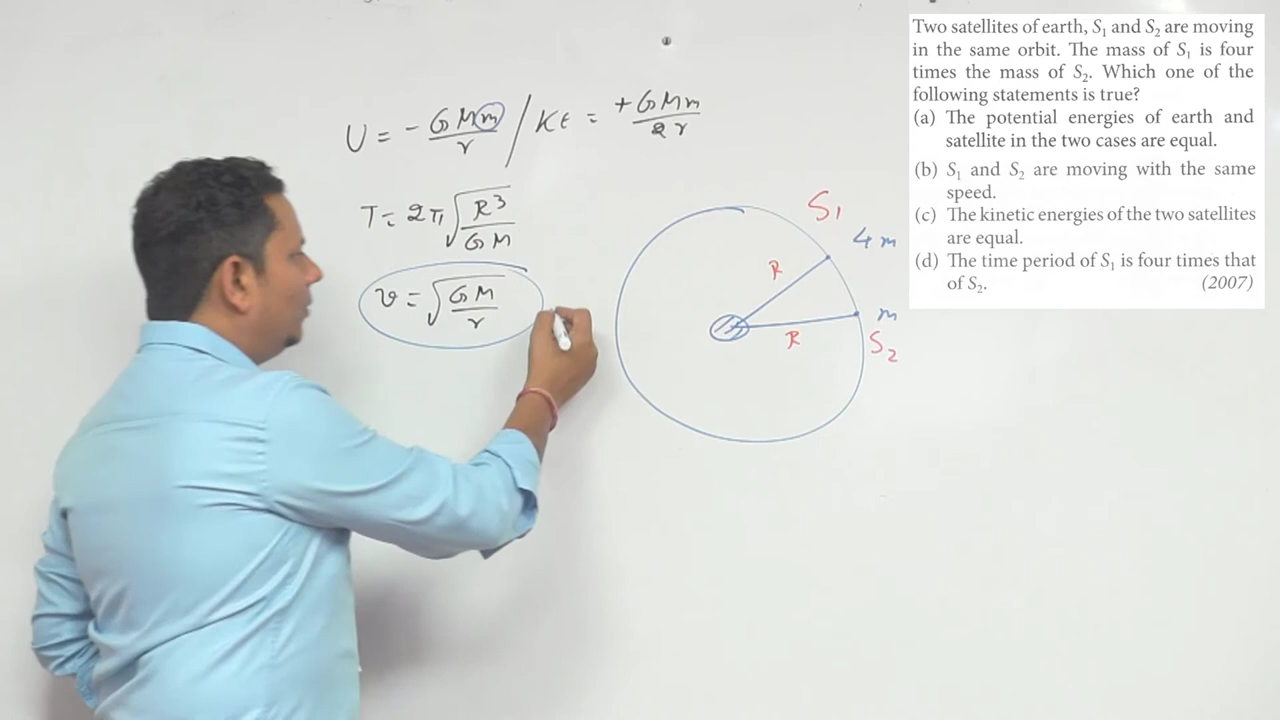 U = - GMm/r / KE = + GMm/2r
T = 2π√(R³/GM)
v = √(GM/r)
S₁
4m
R
m
R
S₂
Two satellites of earth, S₁ and S₂ are moving
in the same orbit. The mass of S₁ is four
times the mass of S₂. Which one of the
following statements is true?
(a) The potential energies of earth and
satellite in the two cases are equal.
(b) S₁ and S₂ are moving with the same
speed.
(c) The kinetic energies of the two satellites
are equal.
(d) The time period of S₁ is four times that
of S₂. (2007)